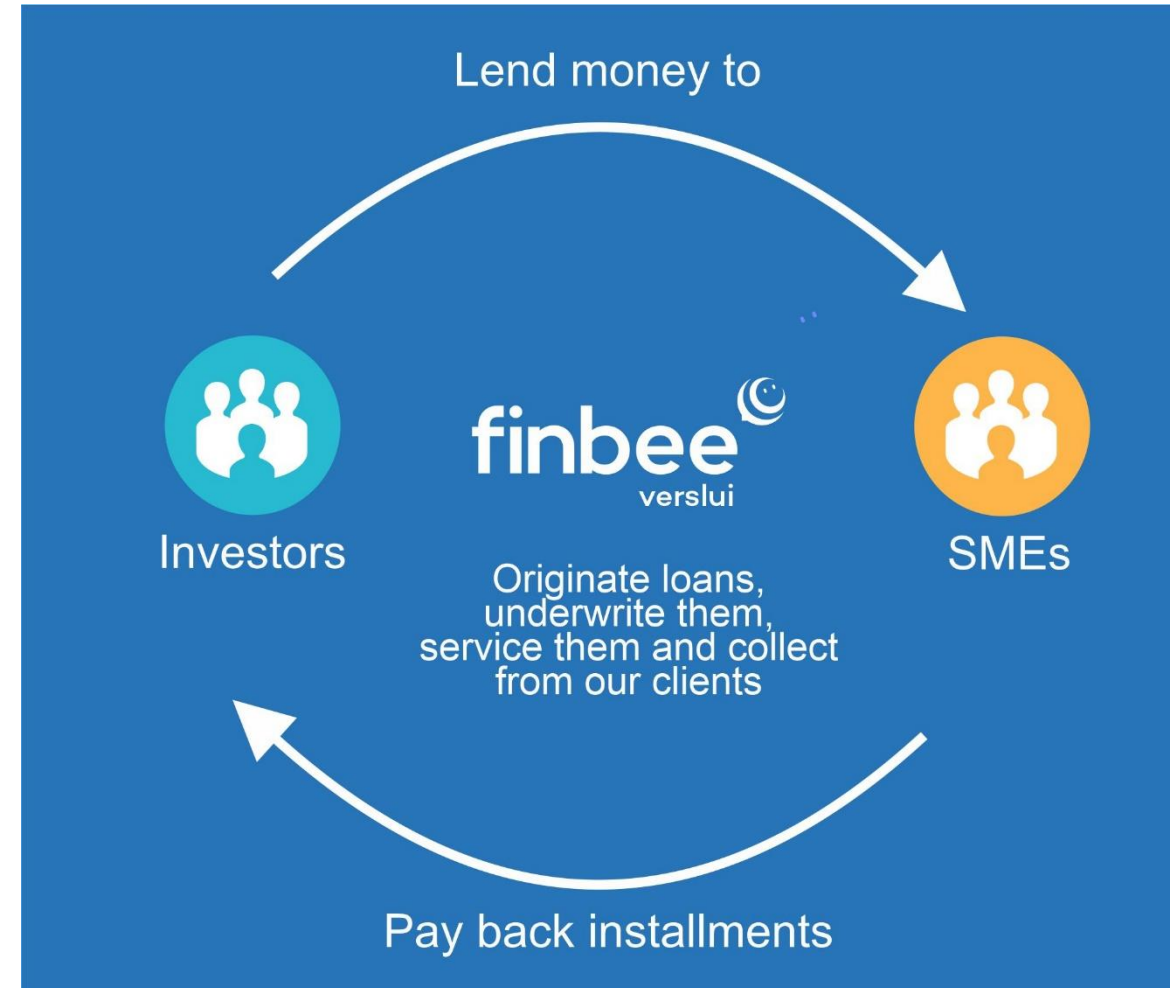 Lend money to
finbee
verslui
Investors
SMEs
Originate loans,
underwrite them,
service them and collect
from our clients
Pay back installments